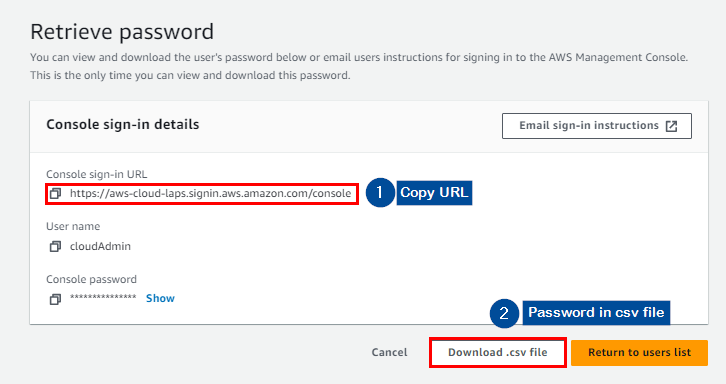 Retrieve password
You can view and download the user's password below or email users instructions for signing in to the AWS Management Console.
This is the only time you can view and download this password.
Console sign-in details
Email sign-in instructions
Console sign-in URL
https://aws-cloud-laps.signin.aws.amazon.com/console
1 Copy URL
User name
cloudAdmin
Console password
*************** Show
2 Password in csv file
Cancel Download .csv file Return to users list